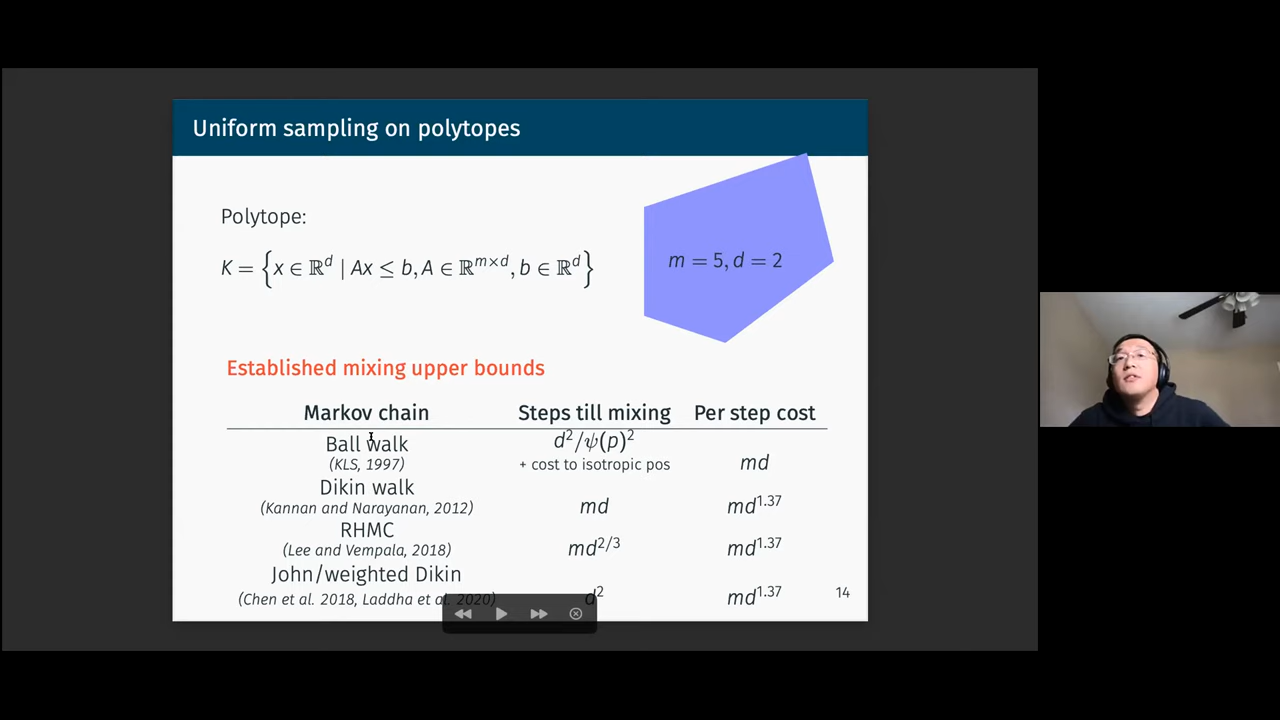 Uniform sampling on polytopes
Polytope:
K = {x ∈ ℝ^d | Ax ≤ b, A ∈ ℝ^{m×d}, b ∈ ℝ^d}
m = 5, d = 2
Established mixing upper bounds
Markov chain Steps till mixing Per step cost
Ball walk d^2/ψ(p)^2
(KLS, 1997) + cost to isotropic pos md
Dikin walk
(Kannan and Narayanan, 2012) md md^{1.37}
RHMC
(Lee and Vempala, 2018) md^{2/3} md^{1.37}
John/weighted Dikin
(Chen et al. 2018, Laddha et al. 2020) d^2 md^{1.37}
14